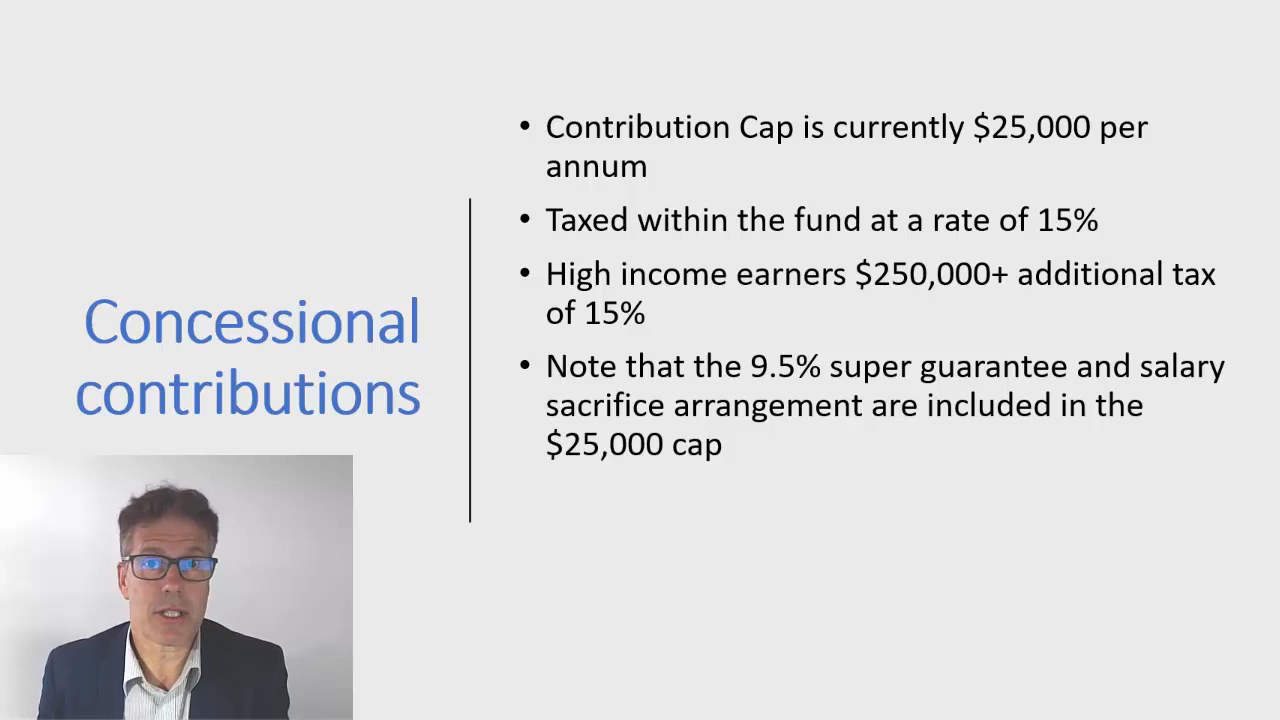 Concessional
contributions
• Contribution Cap is currently $25,000 per
annum
• Taxed within the fund at a rate of 15%
• High income earners $250,000+ additional tax
of 15%
• Note that the 9.5% super guarantee and salary
sacrifice arrangement are included in the
$25,000 cap